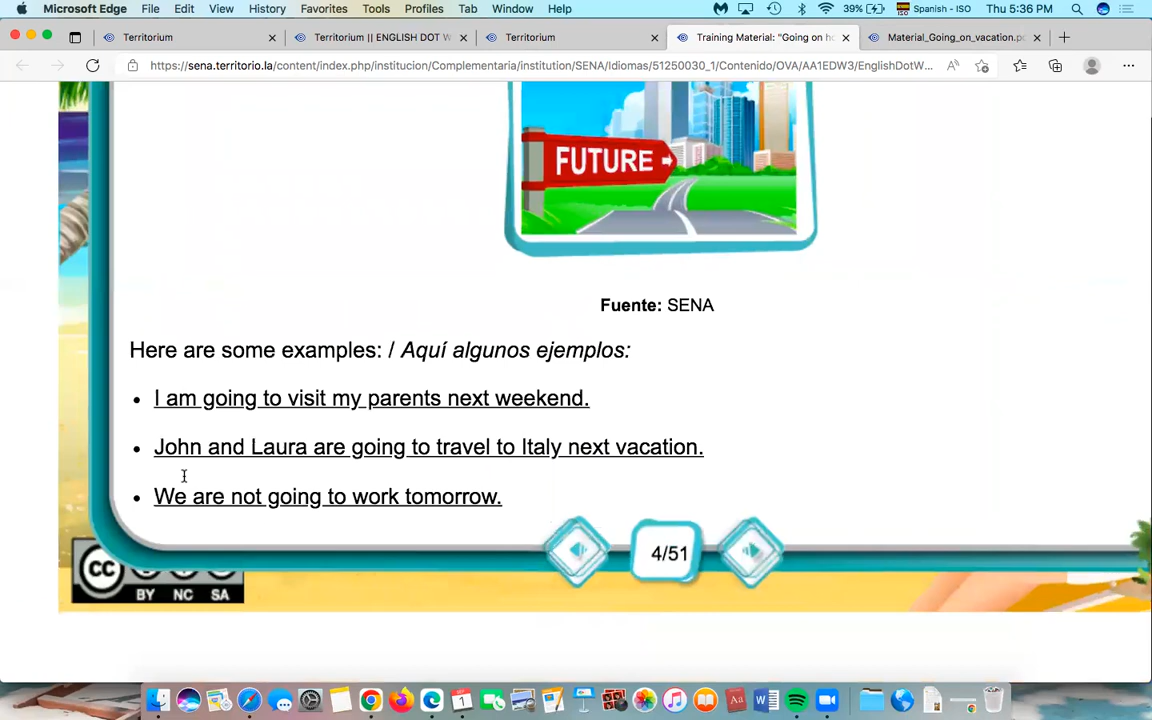 Microsoft Edge File Edit View History Favorites Tools Profiles Tab Window Help 39% Spanish - ISO Thu 5:36 PM
Territorium Territorium || ENGLISH DOT W Territorium Training Material: "Going on ho Material_Going_on_vacation.pd
https://sena.territorio.la/content/index.php/institucion/Complementaria/institution/SENA/Idiomas/51250030_1/Contenido/OVA/AA1EDW3/EnglishDotW...
FUTURE
Fuente: SENA
Here are some examples: / Aquí algunos ejemplos:
• I am going to visit my parents next weekend.
• John and Laura are going to travel to Italy next vacation.
• We are not going to work tomorrow.
4/51
CC
BY NC SA